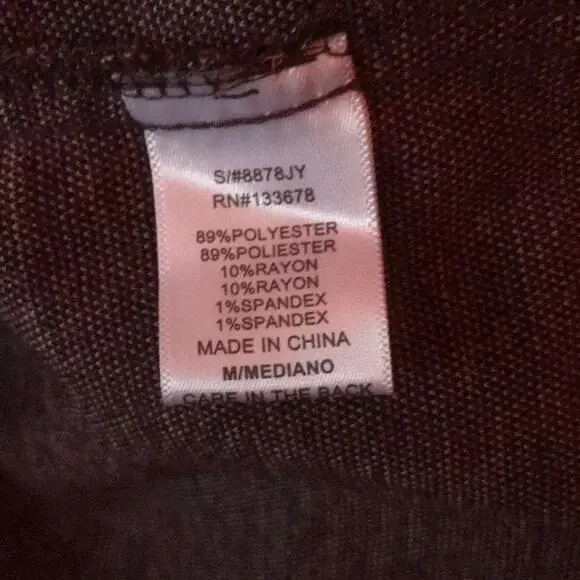 S/#8878JY
RN#133678
89%POLYESTER
89%POLIESTER
10%RAYON
10%RAYON
1%SPANDEX
1%SPANDEX
MADE IN CHINA
M/MEDIANO
CARE IN THE BACK